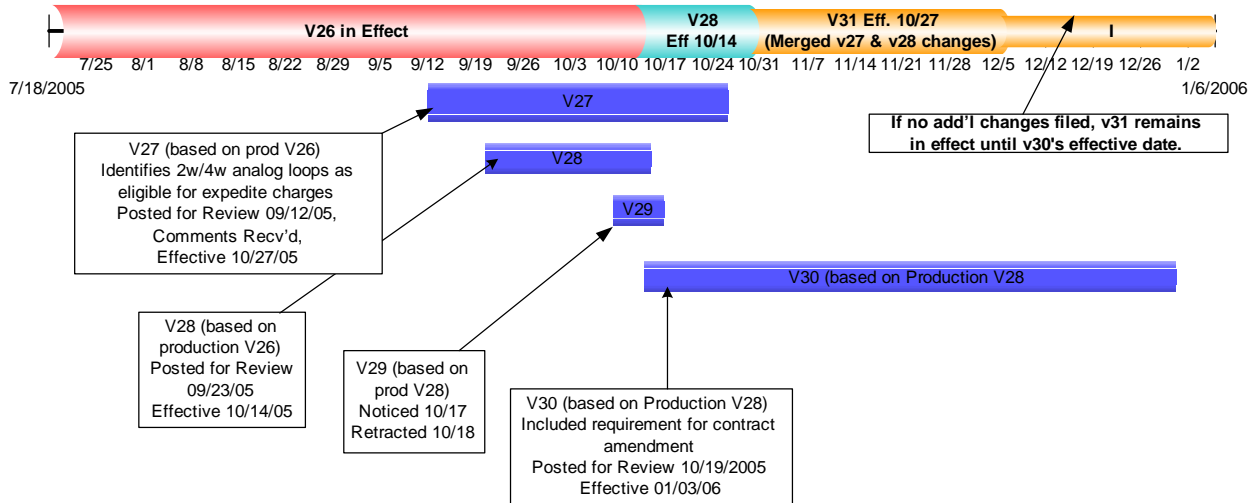 V26 in Effect
V28
Eff 10/14
V31 Eff. 10/27
(Merged v27 & v28 changes)
I
7/25 8/1 8/8 8/15 8/22 8/29 9/5 9/12 9/19 9/26 10/3 10/10 10/17 10/24 10/31 11/7 11/14 11/21 11/28 12/5 12/12 12/19 12/26 1/2
7/18/2005
1/6/2006
V27
V28
V29
V30 (based on Production V28
If no add'l changes filed, v31 remains
in effect until v30's effective date.
V27 (based on prod V26)
Identifies 2w/4w analog loops as
eligible for expedite charges
Posted for Review 09/12/05,
Comments Recv'd,
Effective 10/27/05
V28 (based on
production V26)
Posted for Review
09/23/05
Effective 10/14/05
V29 (based on
prod V28)
Noticed 10/17
Retracted 10/18
V30 (based on Production V28)
Included requirement for contract
amendment
Posted for Review 10/19/2005
Effective 01/03/06